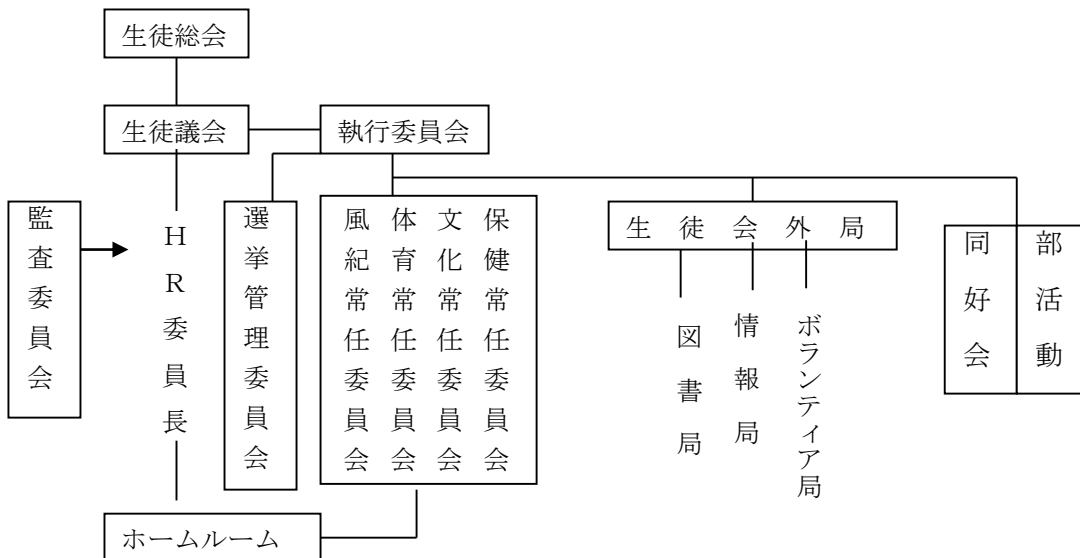 生徒総会
生徒議会
執行委員会
監査委員会
HR委員長
選挙管理委員会
風紀常任委員会
体育常任委員会
文化常任委員会
保健常任委員会
生徒会外局
図書局
情報局
ボランティア局
同好会
部活動
ホームルーム